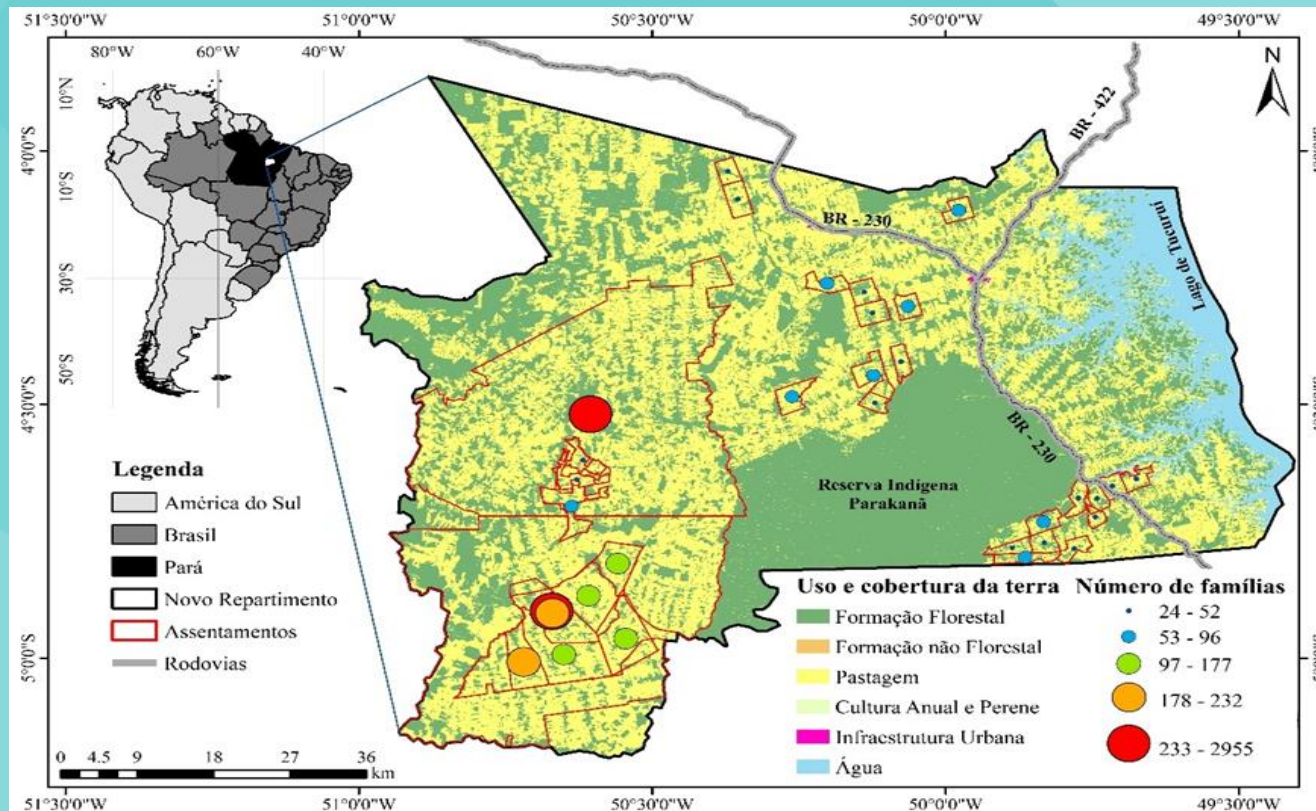 51°30'0"W
51°0'0"W
50°30'0"W
50°0'0"W
49°30'0"W
80°W
60°W
40°W
10°N
10°S
30°S
50°S
4°0'0"S
4°30'0"S
5°0'0"S
N
BR - 422
BR - 230
Lago de Tucuruí
BR - 230
Reserva Indígena
Parakanã
Legenda
América do Sul
Brasil
Pará
Novo Repartimento
Assentamentos
Rodovias
Uso e cobertura da terra
Formação Florestal
Formação não Florestal
Pastagem
Cultura Anual e Perene
Infraestrutura Urbana
Água
Número de famílias
24 - 52
53 - 96
97 - 177
178 - 232
233 - 2955
0 4.5 9 18 27 36
km
51°30'0"W
51°0'0"W
50°30'0"W
50°0'0"W
49°30'0"W